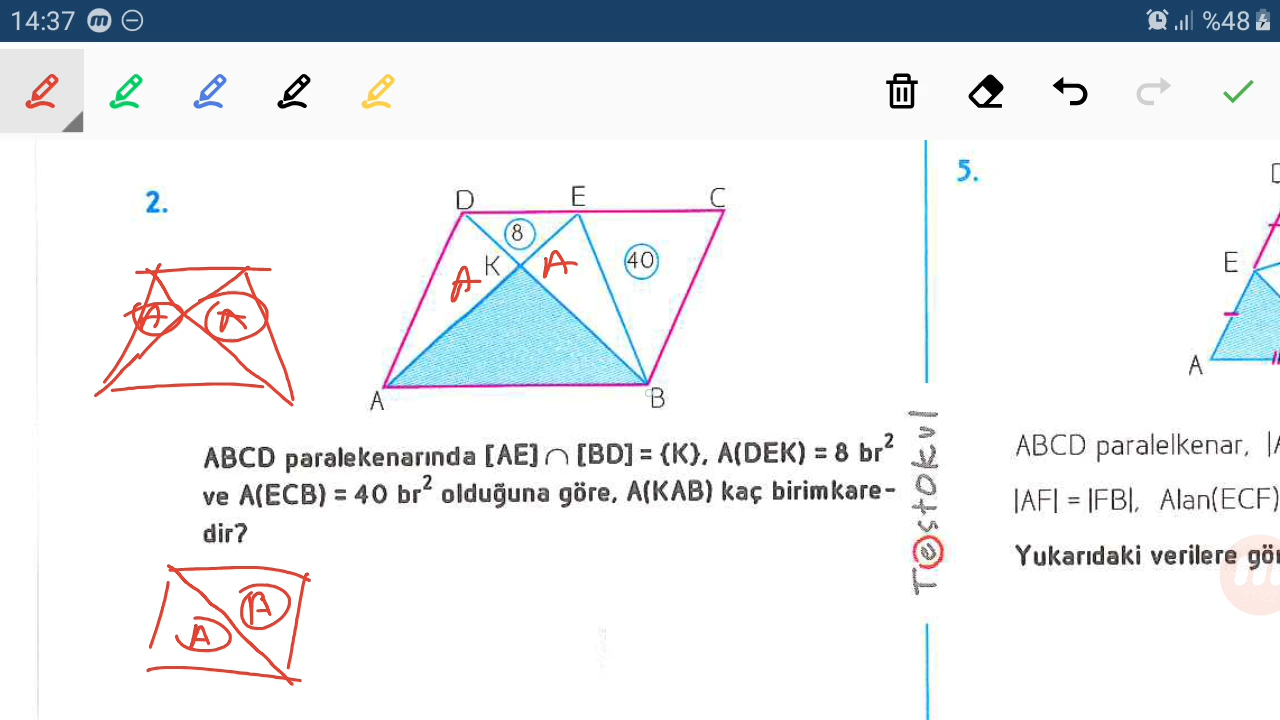 14:37 %48
2.
5.
D E C
8
K A A
40
A A
A B
D
E
A
ABCD paralekenarında [AE] ∩ [BD] = {K}, A(DEK) = 8 br²
ve A(ECB) = 40 br² olduğuna göre, A(KAB) kaç birimkare-
dir?
A A
Testokul
ABCD paralelkenar, |A
|AF| = |FB|, Alan(ECF)
Yukarıdaki verilere gör